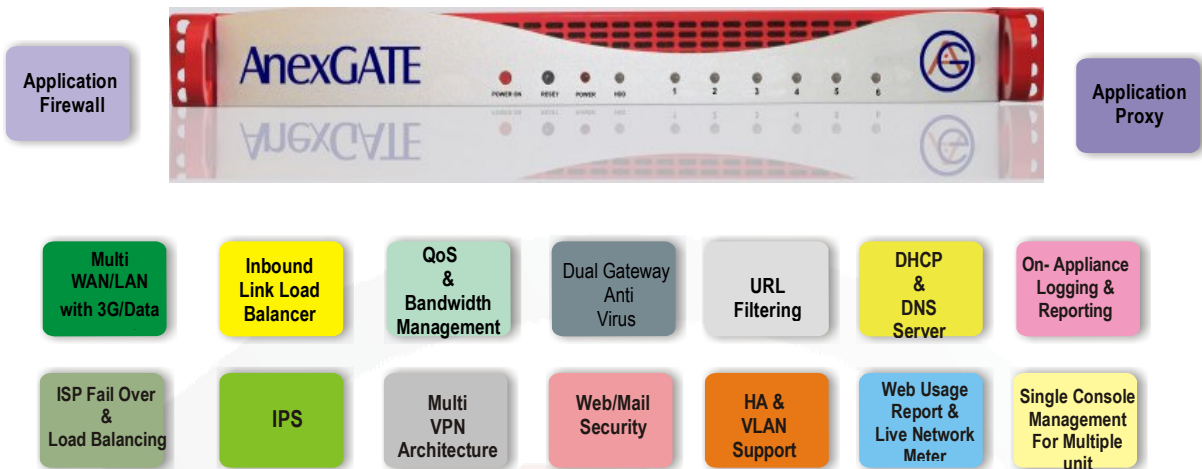 Application
Firewall
AnexGATE
POWER ON
RESET
POWER
HDD
1
2
3
4
5
6
AG
Application
Proxy
Multi
WAN/LAN
with 3G/Data
Inbound
Link Load
Balancer
QoS
&
Bandwidth
Management
Dual Gateway
Anti
Virus
URL
Filtering
DHCP
&
DNS
Server
On- Appliance
Logging &
Reporting
ISP Fail Over
&
Load Balancing
IPS
Multi
VPN
Architecture
Web/Mail
Security
HA &
VLAN
Support
Web Usage
Report &
Live Network
Meter
Single Console
Management
For Multiple
unit